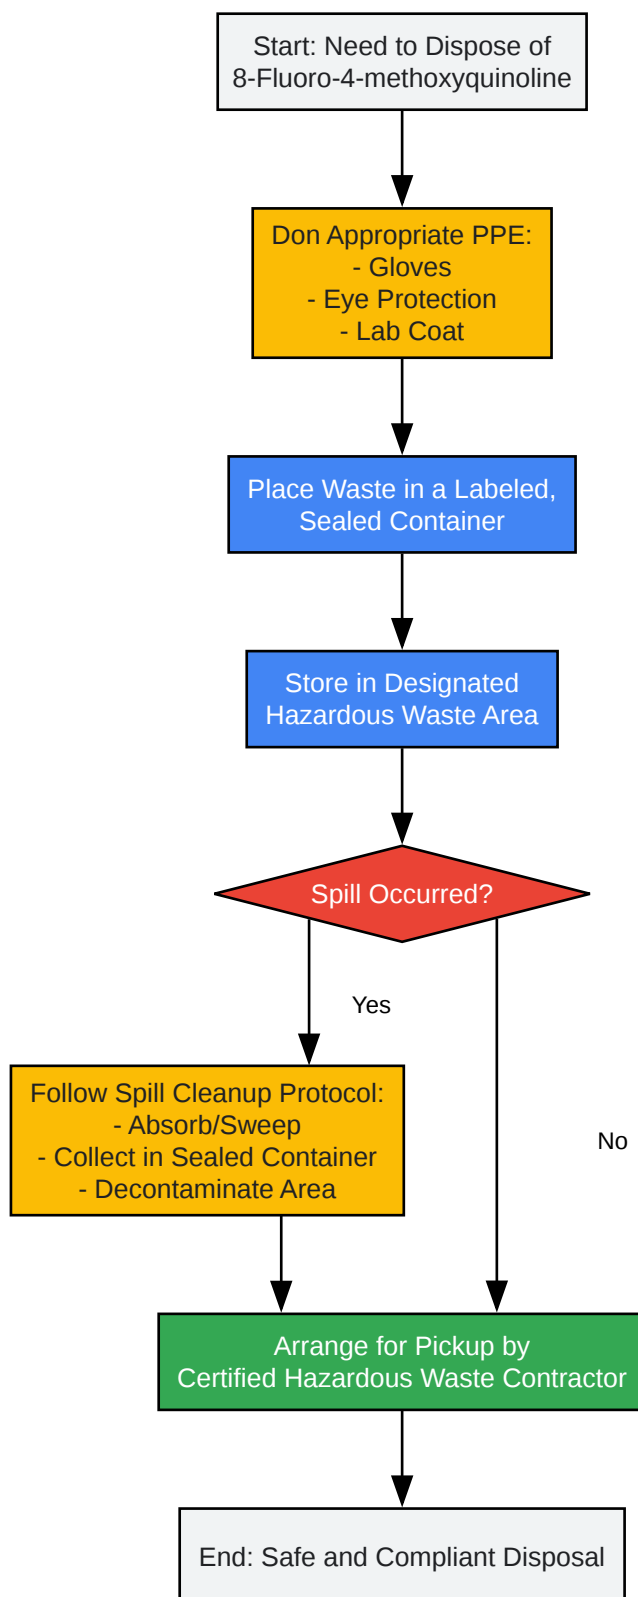 Start: Need to Dispose of
8-Fluoro-4-methoxyquinoline
Don Appropriate PPE:
- Gloves
- Eye Protection
- Lab Coat
Place Waste in a Labeled,
Sealed Container
Store in Designated
Hazardous Waste Area
Spill Occurred?
Yes
Follow Spill Cleanup Protocol:
- Absorb/Sweep
- Collect in Sealed Container
- Decontaminate Area
No
Arrange for Pickup by
Certified Hazardous Waste Contractor
End: Safe and Compliant Disposal